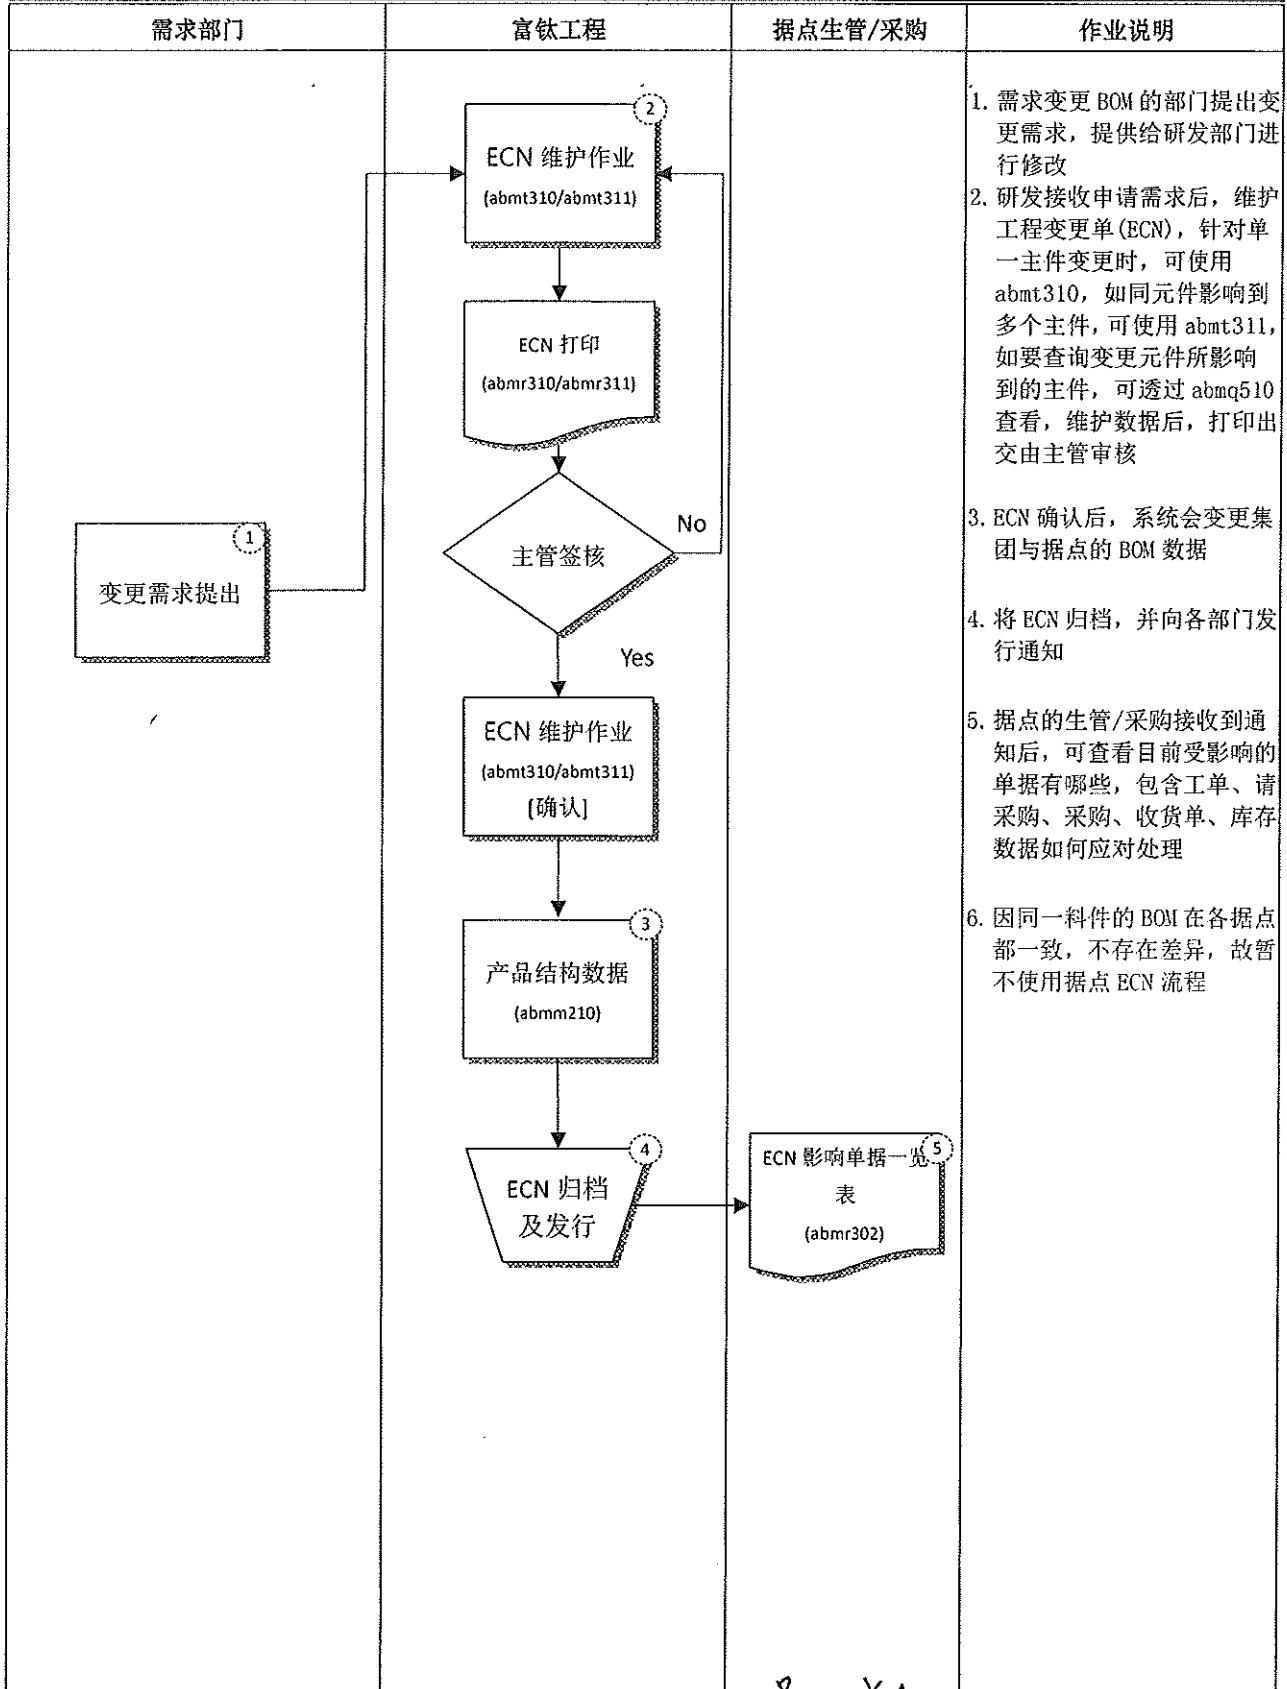 需求部门
富钛工程
据点生管/采购
作业说明
2
ECN 维护作业
(abmt310/abmt311)
ECN 打印
(abmr310/abmr311)
主管签核
No
Yes
1
变更需求提出
ECN 维护作业
(abmt310/abmt311)
[确认]
3
产品结构数据
(abmm210)
4
ECN 归档
及发行
5
ECN 影响单据一览
表
(abmr302)
1. 需求变更 BOM 的部门提出变
更需求，提供给研发部门进
行修改
2. 研发接收申请需求后，维护
工程变更单(ECN)，针对单
一主件变更时，可使用
abmt310，如同元件影响到
多个主件，可使用 abmt311，
如要查询变更元件所影响
到的主件，可透过 abmq510
查看，维护数据后，打印出
交由主管审核
3. ECN 确认后，系统会变更集
团与据点的 BOM 数据
4. 将 ECN 归档，并向各部门发
行通知
5. 据点的生管/采购接收到通
知后，可查看目前受影响的
单据有哪些，包含工单、请
采购、采购、收货单、库存
数据如何应对处理
6. 因同一料件的 BOM 在各据点
都一致，不存在差异，故暂
不使用据点 ECN 流程